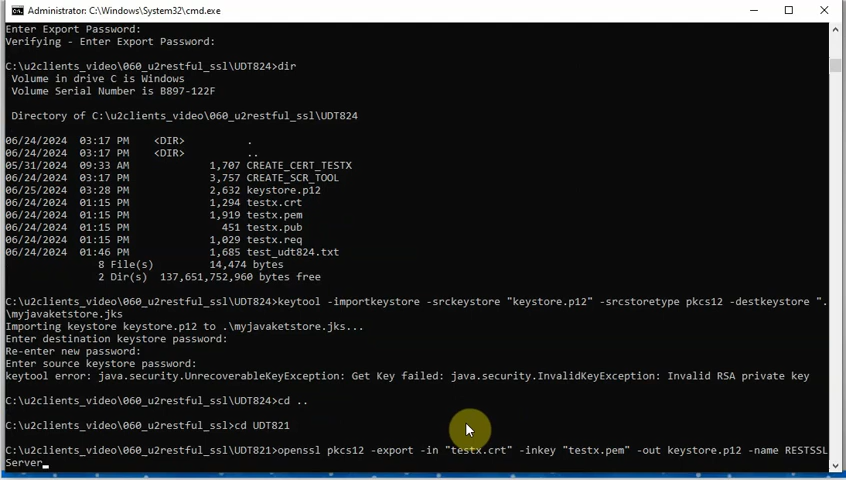 Administrator: C:\Windows\System32\cmd.exe
Enter Export Password:
Verifying - Enter Export Password:
C:\u2clients_video\060_u2restful_ssl\UDT824>dir
Volume in drive C is Windows
Volume Serial Number is B897-122F
Directory of C:\u2clients_video\060_u2restful_ssl\UDT824
06/24/2024 03:17 PM <DIR> .
06/24/2024 03:17 PM <DIR> ..
05/31/2024 09:33 AM 1,707 CREATE_CERT_TESTX
06/24/2024 03:17 PM 3,757 CREATE_SCR_TOOL
06/25/2024 03:28 PM 2,632 keystore.p12
06/24/2024 01:15 PM 1,294 testx.crt
06/24/2024 01:15 PM 1,919 testx.pem
06/24/2024 01:15 PM 451 testx.pub
06/24/2024 01:15 PM 1,029 testx.req
06/24/2024 01:46 PM 1,685 test_udt824.txt
8 File(s) 14,474 bytes
2 Dir(s) 137,651,752,960 bytes free
C:\u2clients_video\060_u2restful_ssl\UDT824>keytool -importkeystore -srckeystore "keystore.p12" -srcstoretype pkcs12 -destkeystore ".
\myjavaketstore.jks
Importing keystore keystore.p12 to .\myjavaketstore.jks...
Enter destination keystore password:
Re-enter new password:
Enter source keystore password:
keytool error: java.security.UnrecoverableKeyException: Get Key failed: java.security.InvalidKeyException: Invalid RSA private key
C:\u2clients_video\060_u2restful_ssl\UDT824>cd ..
C:\u2clients_video\060_u2restful_ssl>cd UDT821
C:\u2clients_video\060_u2restful_ssl\UDT821>openssl pkcs12 -export -in "testx.crt" -inkey "testx.pem" -out keystore.p12 -name RESTSSL
Server